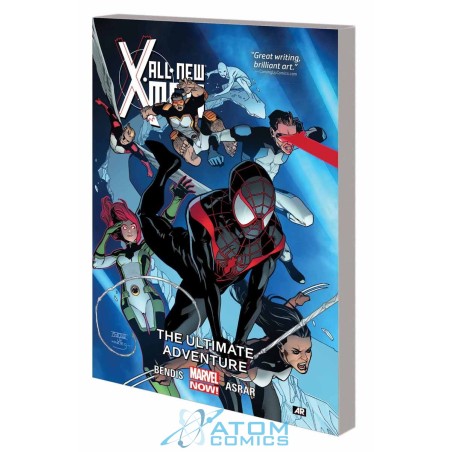 ALL-NEW
X-MEN
"Great writing,
brilliant art."
THE ULTIMATE
ADVENTURE
BENDIS
MARVEL
NOW!
ASRAR
AR
ATOM
COMICS